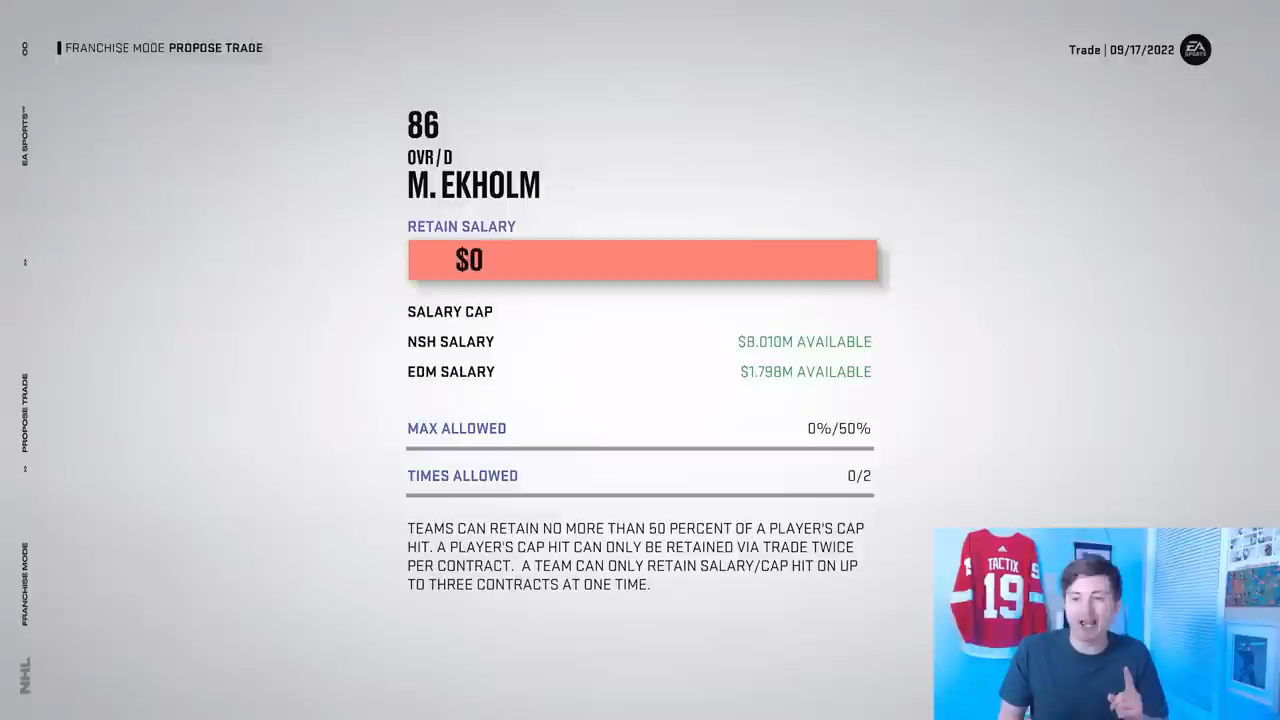 FRANCHISE MODE PROPOSE TRADE
Trade | 09/17/2022
EA SPORTS
86
OVR / D
M. EKHOLM
RETAIN SALARY
$0
SALARY CAP
NSH SALARY $8.010M AVAILABLE
EDM SALARY $1.798M AVAILABLE
MAX ALLOWED 0%/50%
TIMES ALLOWED 0/2
TEAMS CAN RETAIN NO MORE THAN 50 PERCENT OF A PLAYER'S CAP
HIT. A PLAYER'S CAP HIT CAN ONLY BE RETAINED VIA TRADE TWICE
PER CONTRACT. A TEAM CAN ONLY RETAIN SALARY/CAP HIT ON UP
TO THREE CONTRACTS AT ONE TIME.
EA SPORTS™
PROPOSE TRADE
FRANCHISE MODE
NHL
TACTIX
19